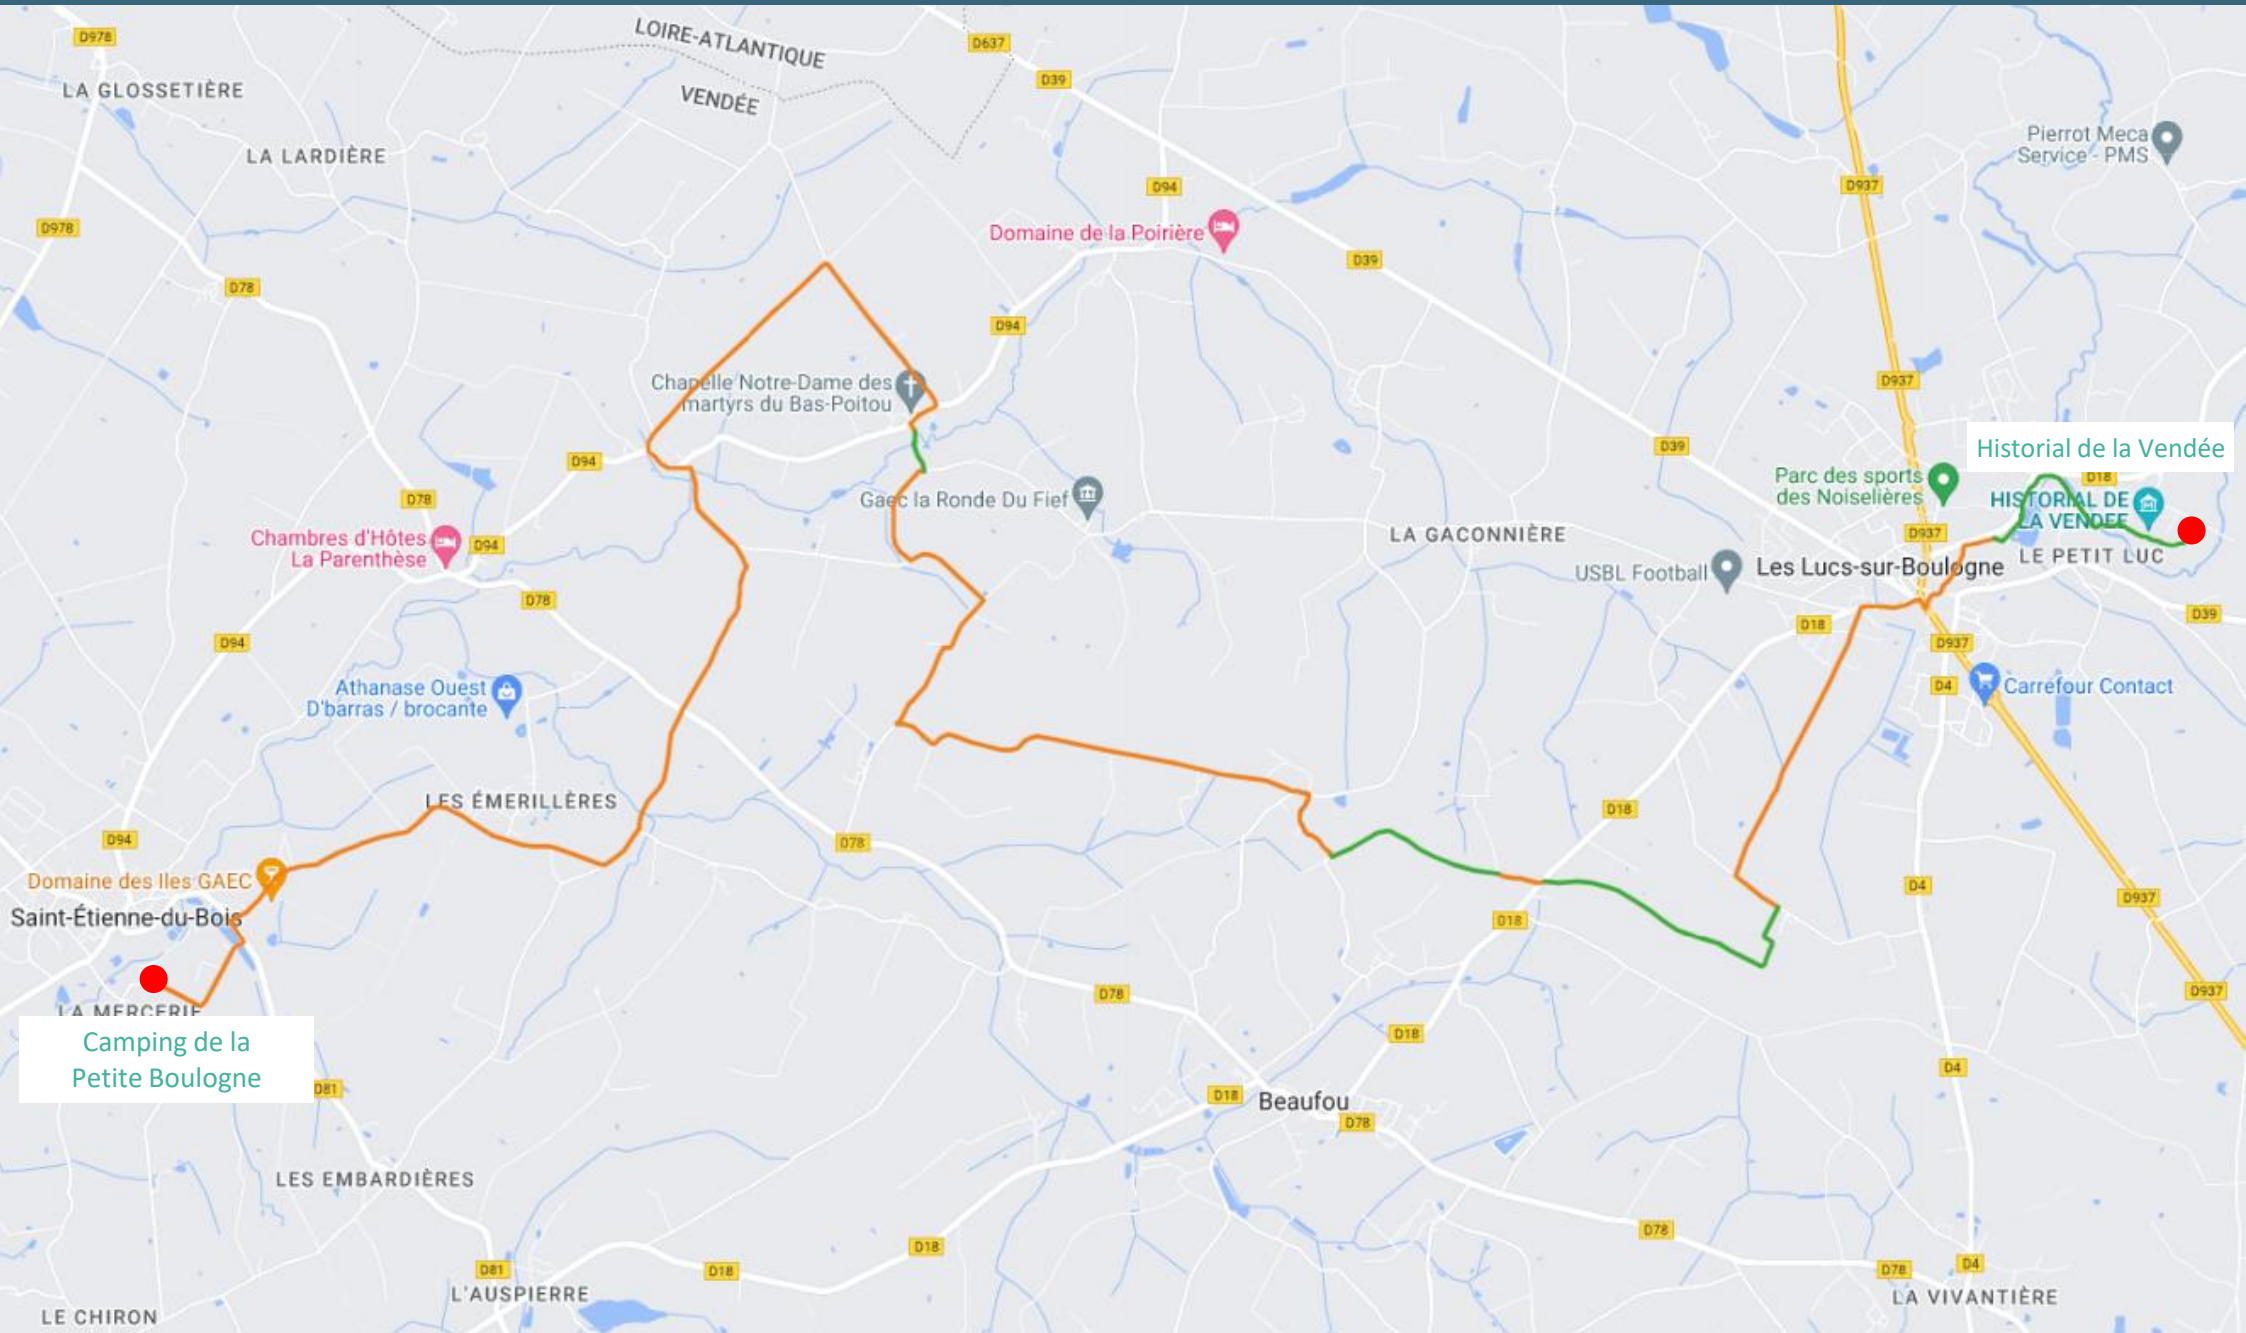 D978
LOIRE-ATLANTIQUE
D637
D39
LA GLOSSETIÈRE
VENDÉE
LA LARDIÈRE
Pierrot Meca
Service - PMS
D94
D937
D978
Domaine de la Poirière
D39
D78
D94
Chapelle Notre-Dame des
martyrs du Bas-Poitou
D937
D94
D39
Historial de la Vendée
Parc des sports
des Noiselières
D18
HISTORIAL DE
LA VENDÉE
D78
Gaec la Ronde Du Fief
LA GACONNIÈRE
D937
Chambres d'Hôtes
La Parenthèse
D94
USBL Football
Les Lucs-sur-Boulogne
LE PETIT LUC
D78
D18
D39
D94
D937
Athanase Ouest
D'barras / brocante
D4
Carrefour Contact
LES ÉMERILLÈRES
D18
D94
D78
Domaine des Iles GAEC
D4
D937
Saint-Étienne-du-Bois
D18
D78
D937
LA MERCERIE
Camping de la
Petite Boulogne
D18
D81
D4
D18
Beaufou
D78
LES EMBARDIÈRES
D78
D18
D81
D18
D78
D4
L'AUSPIERRE
LA VIVANTIÈRE
LE CHIRON